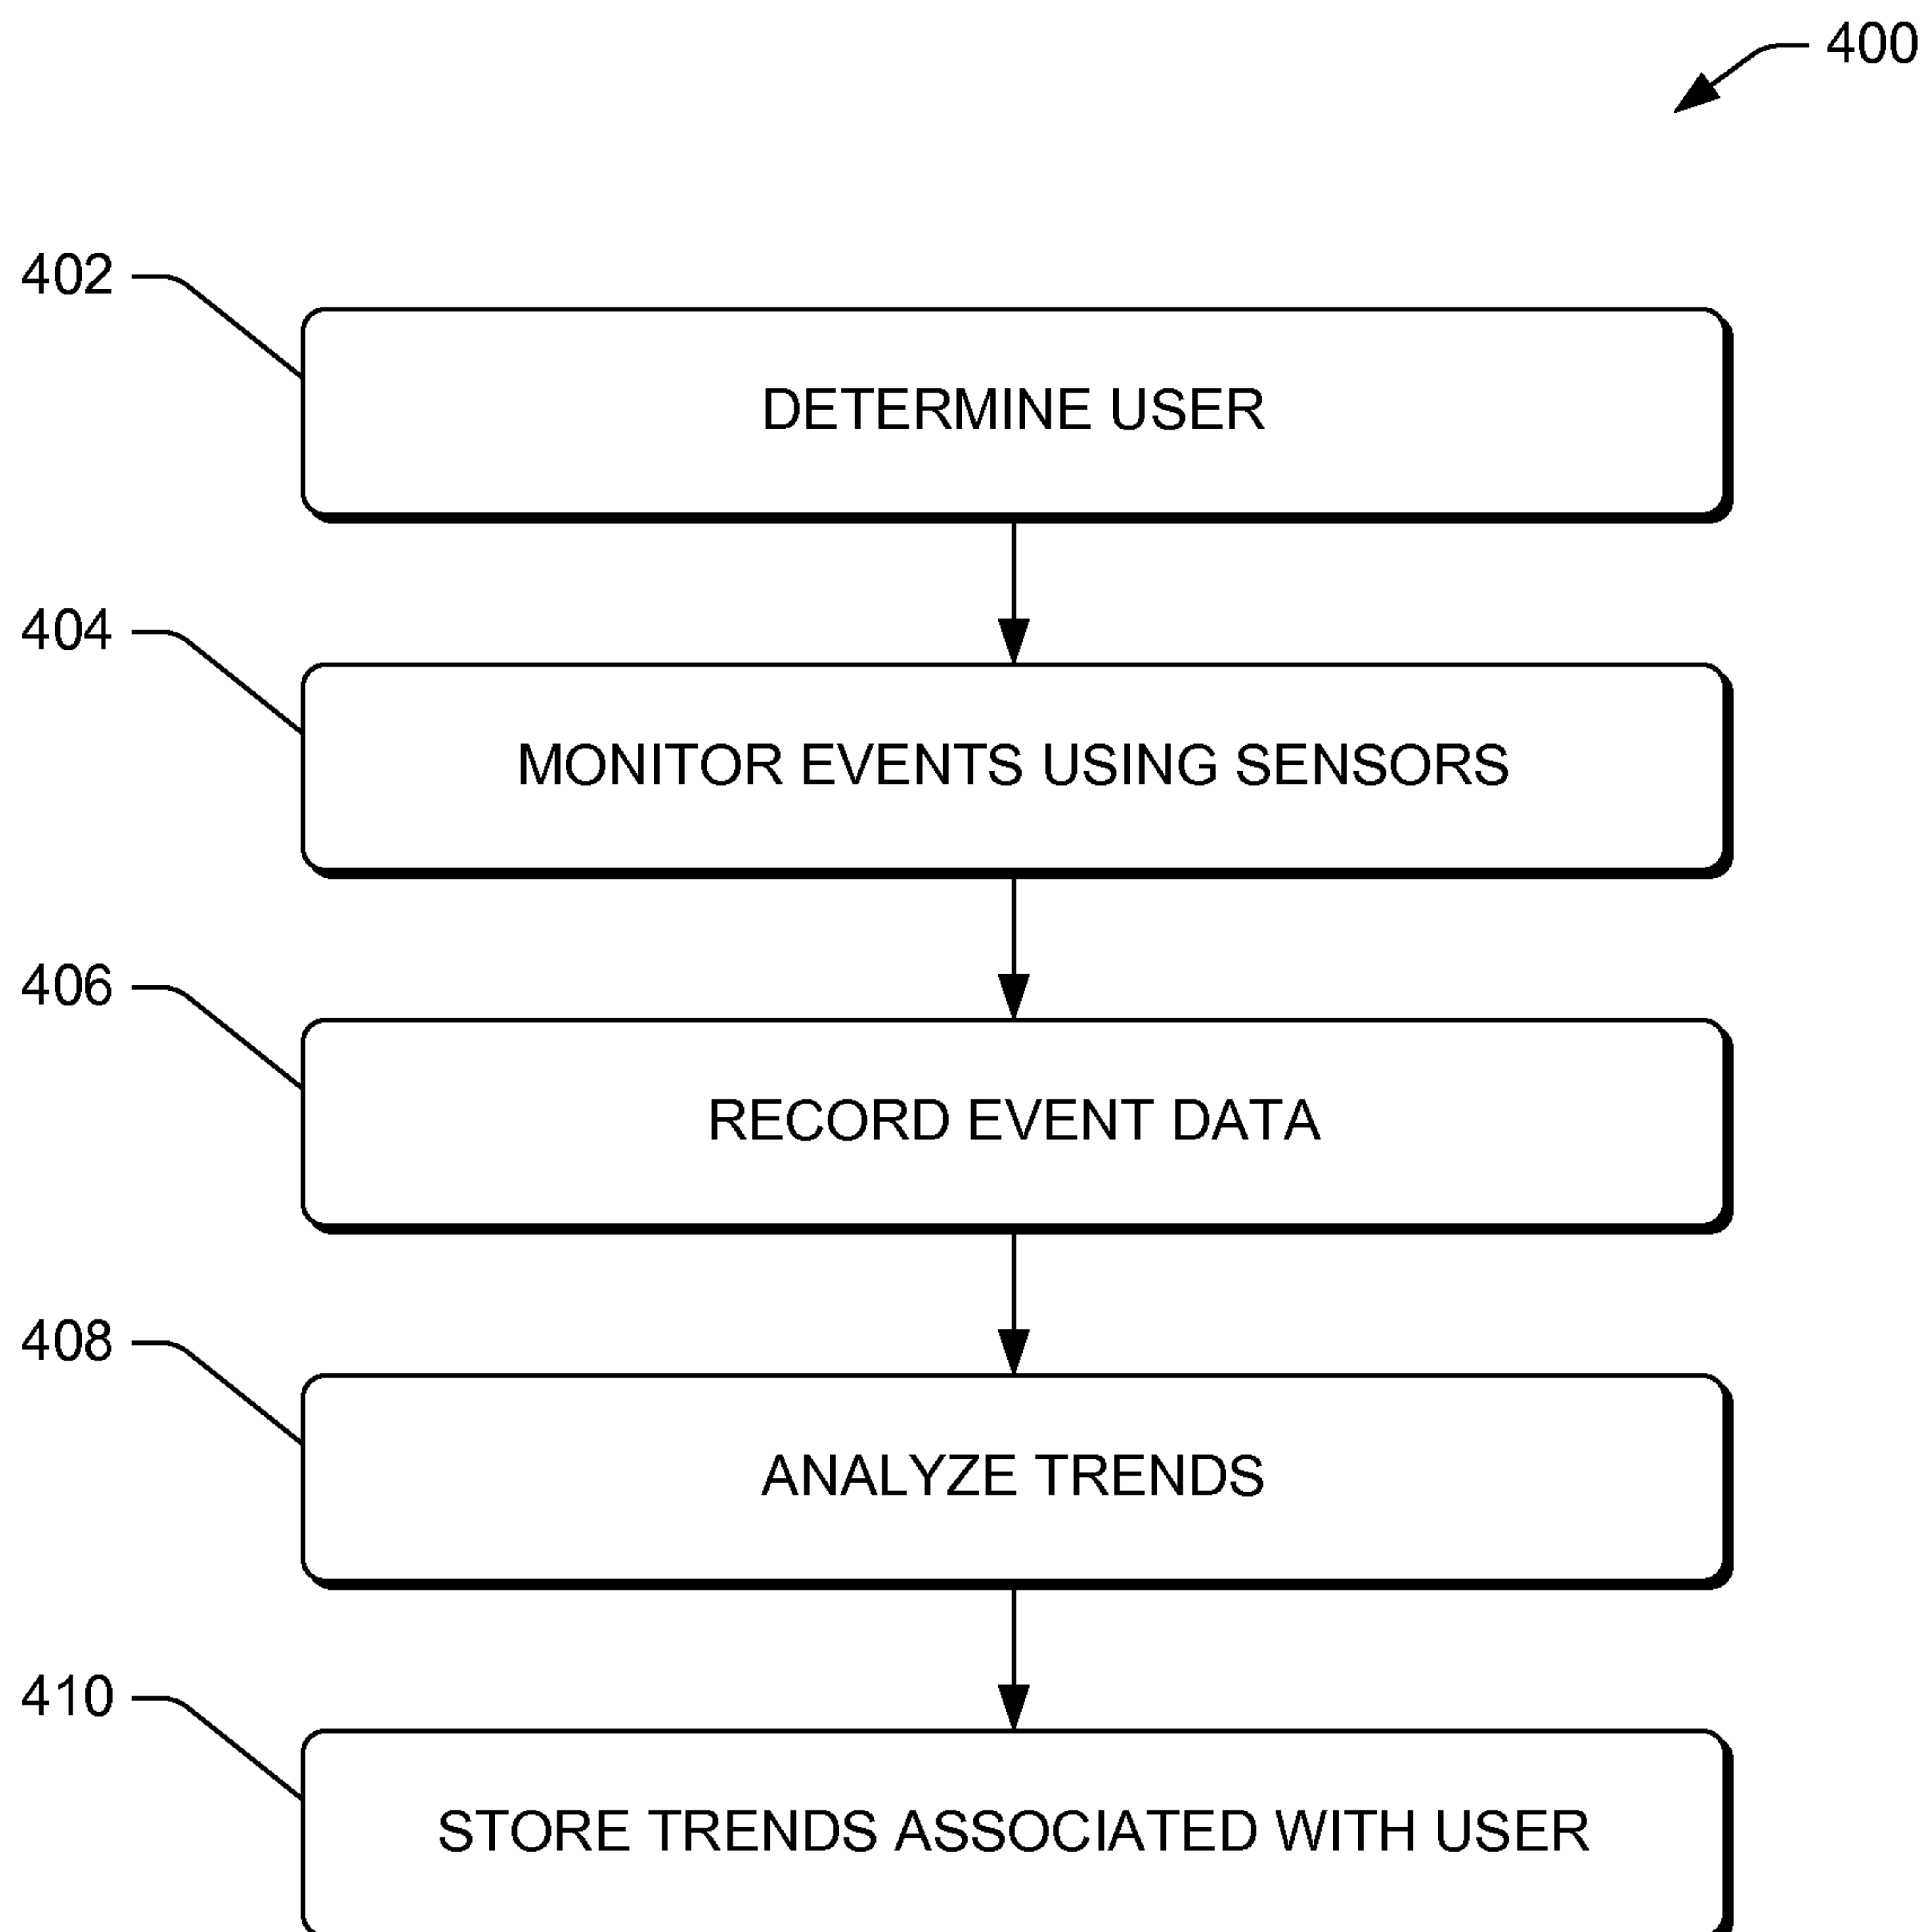 400
402
DETERMINE USER
404
MONITOR EVENTS USING SENSORS
406
RECORD EVENT DATA
408
ANALYZE TRENDS
410
STORE TRENDS ASSOCIATED WITH USER